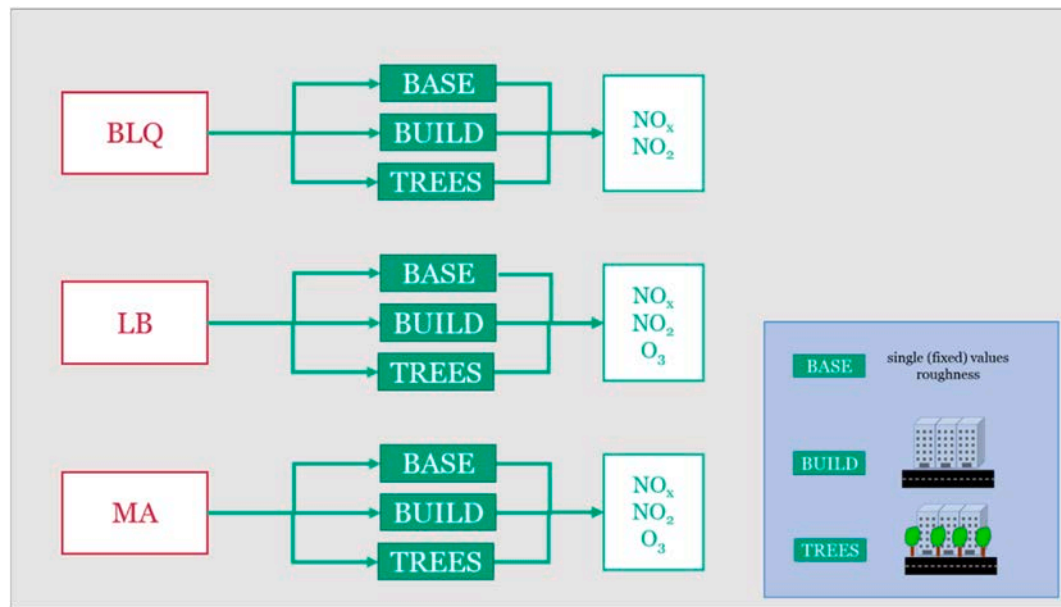 BLQ
BASE
BUILD
TREES
NOₓ
NO₂
LB
BASE
BUILD
TREES
NOₓ
NO₂
O₃
MA
BASE
BUILD
TREES
NOₓ
NO₂
O₃
BASE
single (fixed) values
roughness
BUILD
TREES